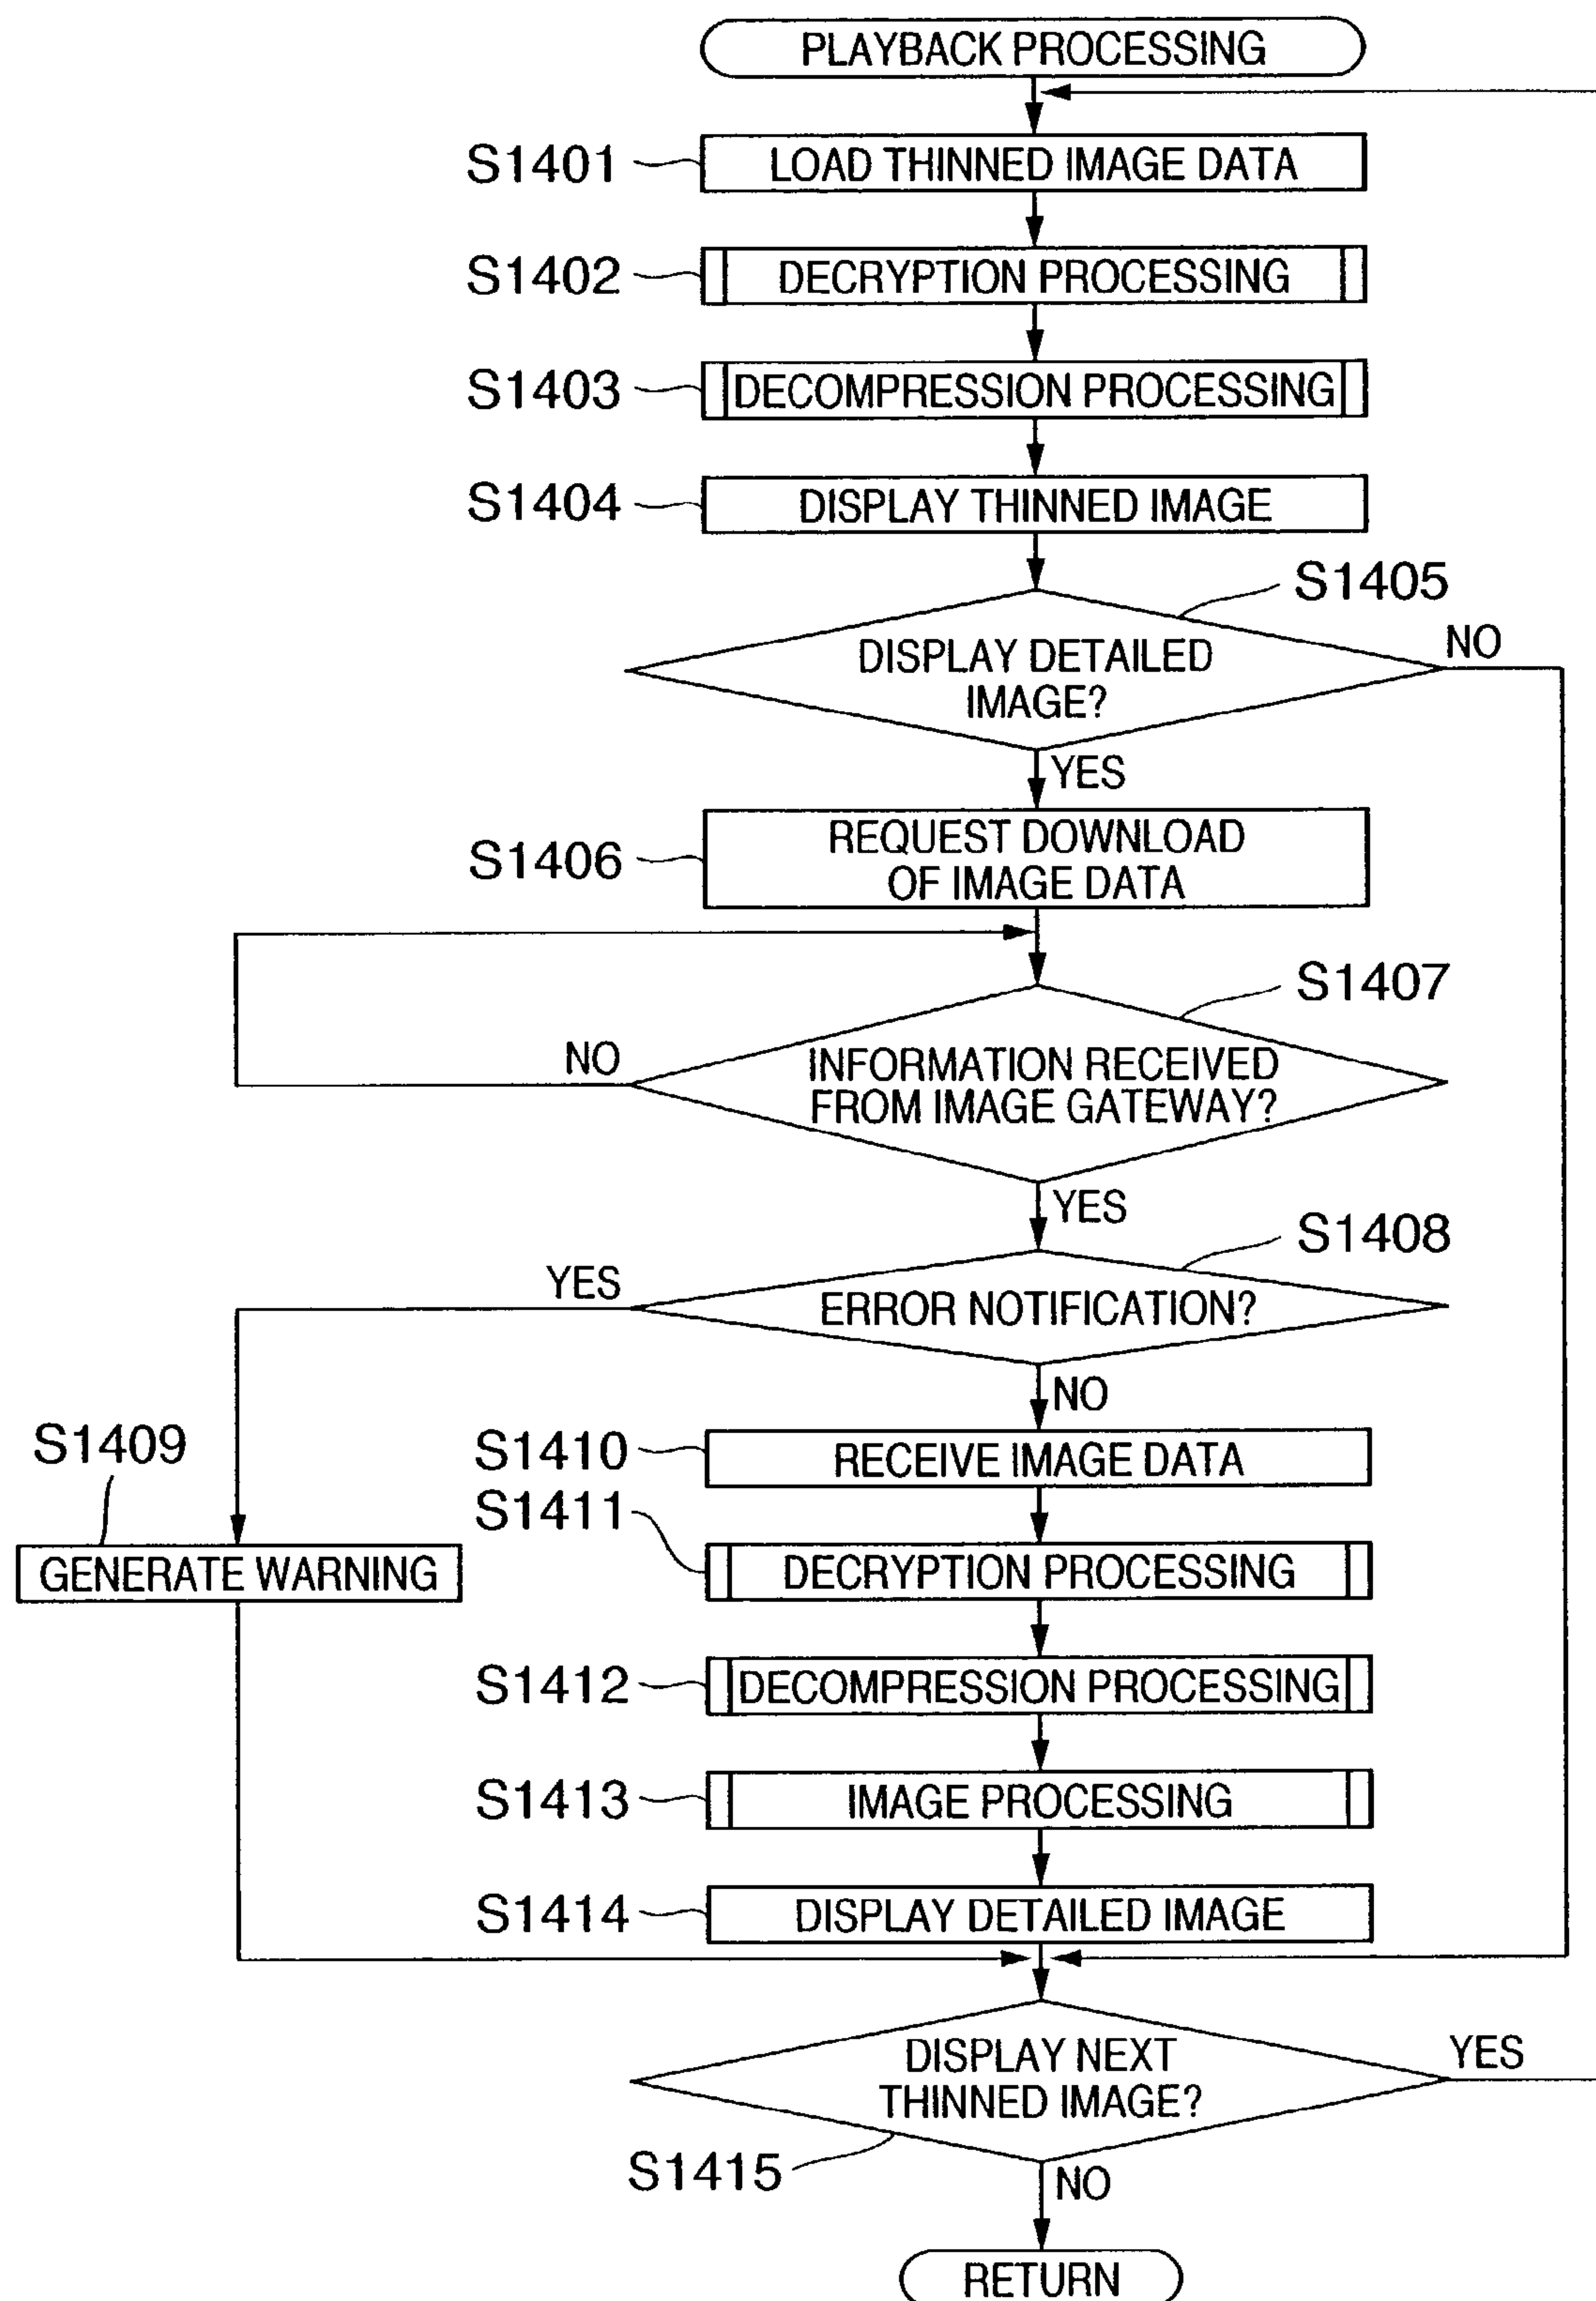 PLAYBACK PROCESSING
S1401
LOAD THINNED IMAGE DATA
S1402
DECRYPTION PROCESSING
S1403
DECOMPRESSION PROCESSING
S1404
DISPLAY THINNED IMAGE
S1405
DISPLAY DETAILED
IMAGE?
NO
YES
S1406
REQUEST DOWNLOAD
OF IMAGE DATA
S1407
NO
INFORMATION RECEIVED
FROM IMAGE GATEWAY?
YES
S1408
YES
ERROR NOTIFICATION?
NO
S1409
GENERATE WARNING
S1410
RECEIVE IMAGE DATA
S1411
DECRYPTION PROCESSING
S1412
DECOMPRESSION PROCESSING
S1413
IMAGE PROCESSING
S1414
DISPLAY DETAILED IMAGE
DISPLAY NEXT
THINNED IMAGE?
YES
S1415
NO
RETURN